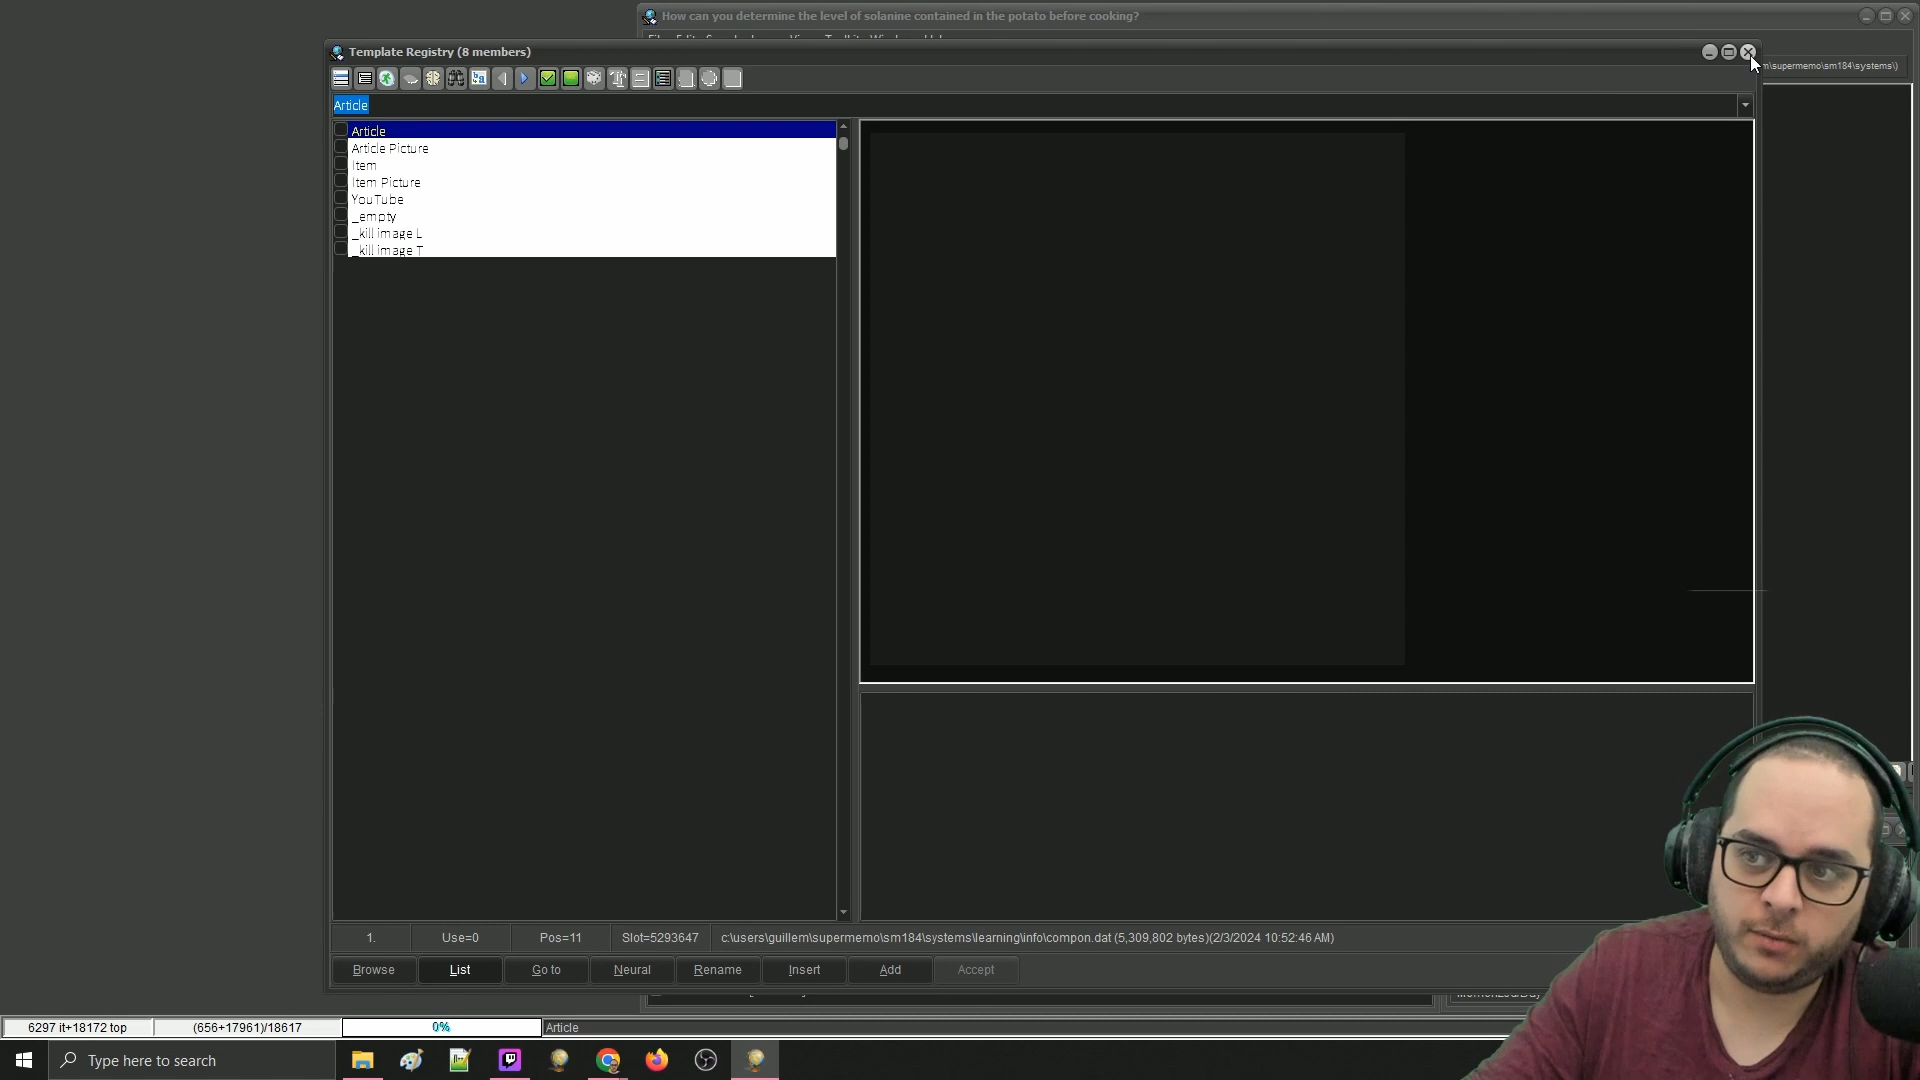 How can you determine the level of solanine contained in the potato before cooking?
Template Registry (8 members)
m\supermemo\sm184\systems\)
Article
Article
Article Picture
Item
Item Picture
YouTube
_empty
_kill image L
_kill image T
1.
Use=0
Pos=11
Slot=5293647
c:\users\guillem\supermemo\sm184\systems\learning\info\compon.dat (5,309,802 bytes)(2/3/2024 10:52:46 AM)
Browse
List
Go to
Neural
Rename
Insert
Add
Accept
6297 it+18172 top
(656+17961)/18617
0%
Article
Type here to search